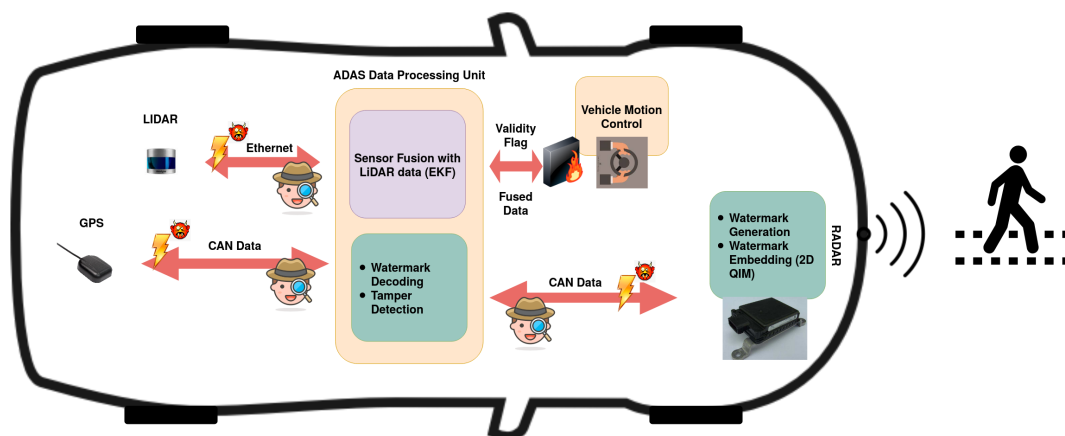 ADAS Data Processing Unit
LIDAR
Ethernet
GPS
CAN Data
Sensor Fusion with
LiDAR data (EKF)
• Watermark
Decoding
• Tamper
Detection
Validity
Flag
Fused
Data
Vehicle Motion
Control
CAN Data
• Watermark
Generation
• Watermark
Embedding (2D
QIM)
RADAR